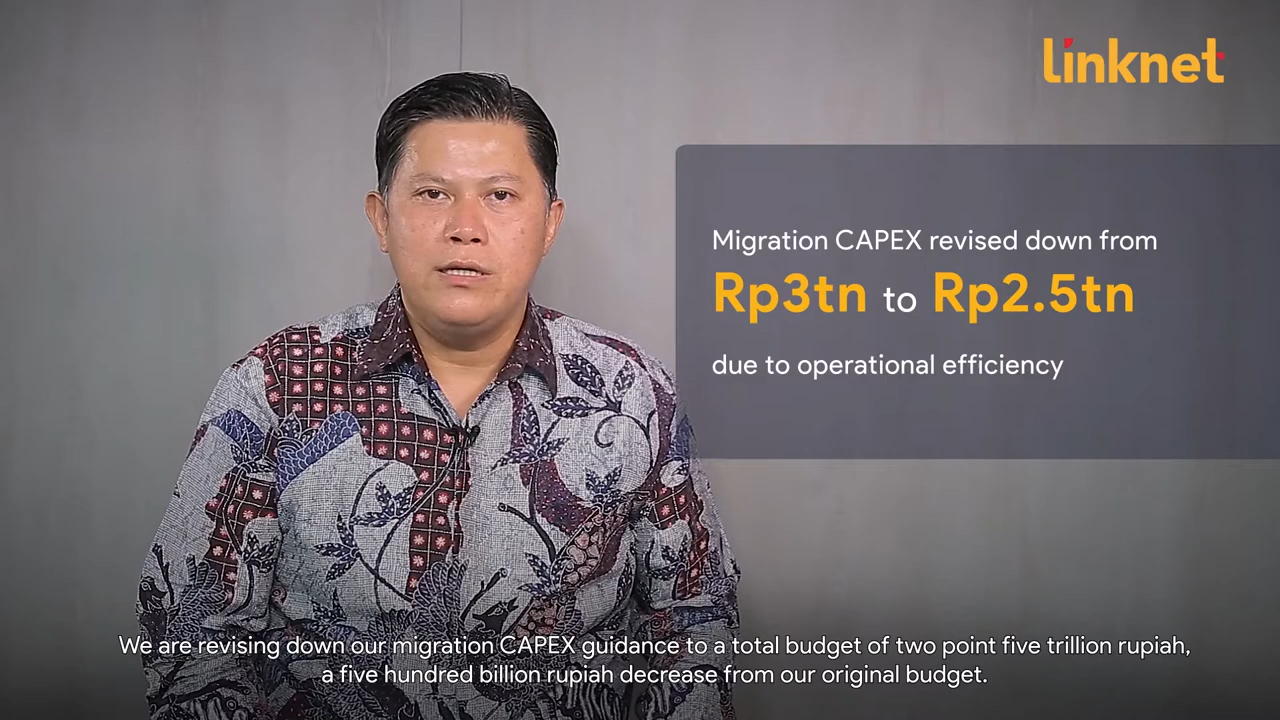 linknet
Migration CAPEX revised down from
Rp3tn to Rp2.5tn
due to operational efficiency
We are revising down our migration CAPEX guidance to a total budget of two point five trillion rupiah,
a five hundred billion rupiah decrease from our original budget.